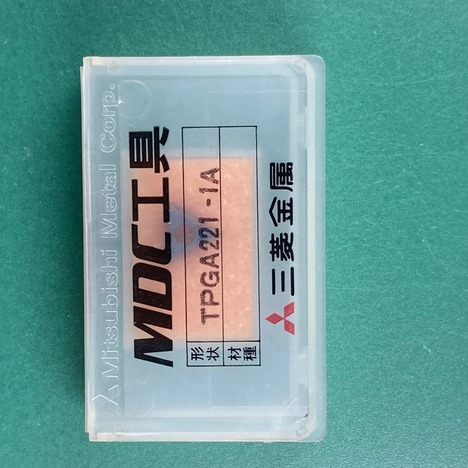 Mitsubishi Metal Corp.
MDC工具
形状 TPGA221-1A
材種
三菱金属